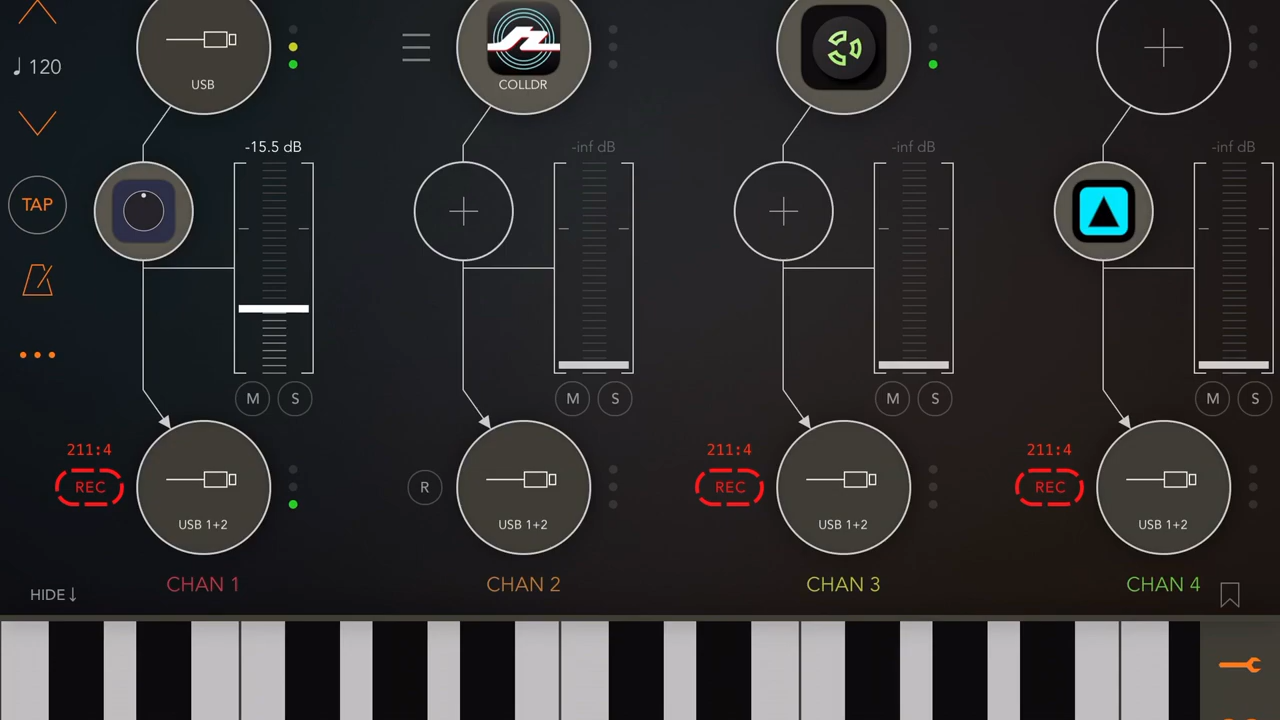 120
USB
COLLDR
-15.5 dB
-inf dB
-inf dB
-inf dB
TAP
M S
M S
M S
M S
211:4
211:4
211:4
REC
R
REC
REC
USB 1+2
USB 1+2
USB 1+2
USB 1+2
CHAN 1
CHAN 2
CHAN 3
CHAN 4
HIDE↓